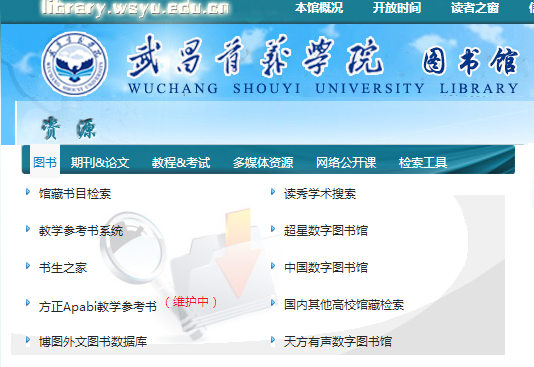 library.wsyu.edu.cn
本馆概况 开放时间 读者之窗
武昌首义学院 图书馆
WUCHANG SHOUYI UNIVERSITY LIBRARY
资源
图书 期刊&论文 教程&考试 多媒体资源 网络公开课 检索工具
馆藏书目检索 读秀学术搜索
教学参考书系统 超星数字图书馆
书生之家 中国数字图书馆
方正Apabi教学参考书（维护中） 国内其他高校馆藏检索
博图外文图书数据库 天方有声数字图书馆